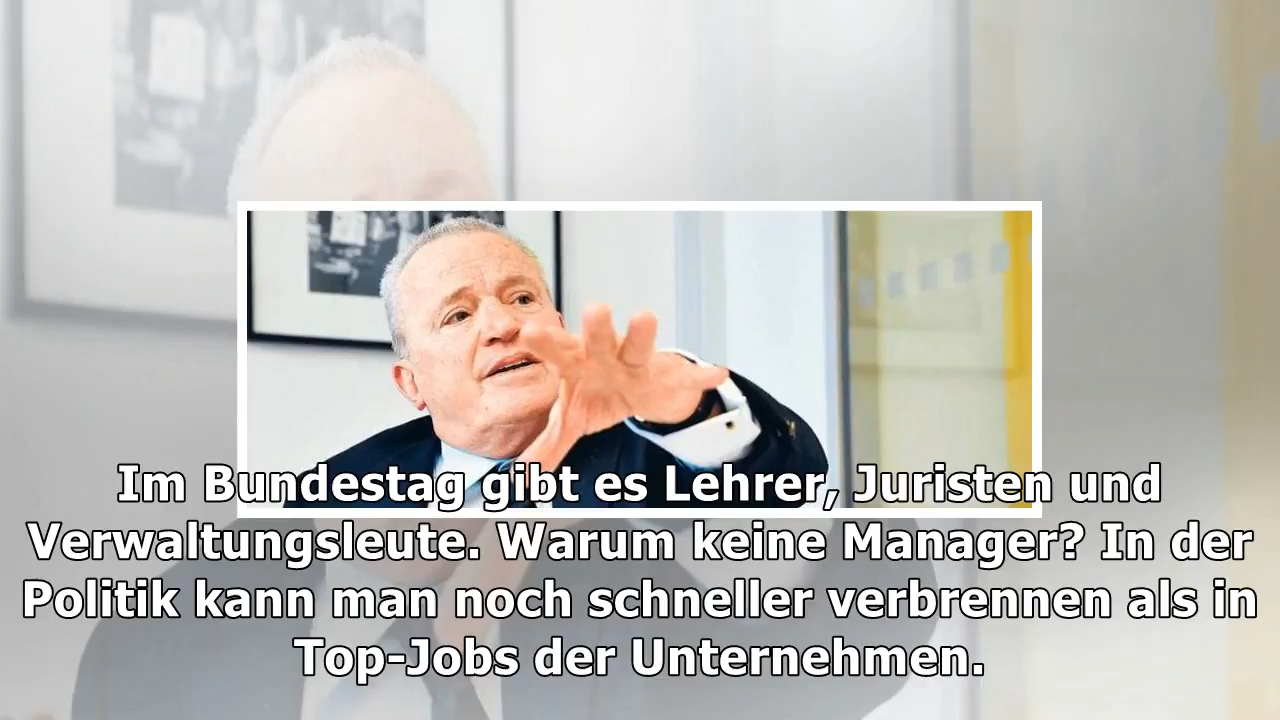 Im Bundestag gibt es Lehrer, Juristen und
Verwaltungsleute. Warum keine Manager? In der
Politik kann man noch schneller verbrennen als in
Top-Jobs der Unternehmen.